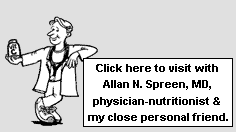 Click here to visit with
Allan N. Spreen, MD,
physician-nutritionist &
my close personal friend.